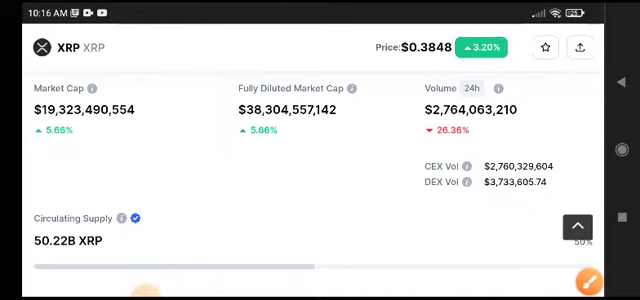 10:16 AM
XRP XRP Price:$0.3848 3.20%
Market Cap Fully Diluted Market Cap Volume 24h
$19,323,490,554 $38,304,557,142 $2,764,063,210
5.66% 5.66% 26.36%
CEX Vol $2,760,329,604
DEX Vol $3,733,605.74
Circulating Supply
50.22B XRP 50%